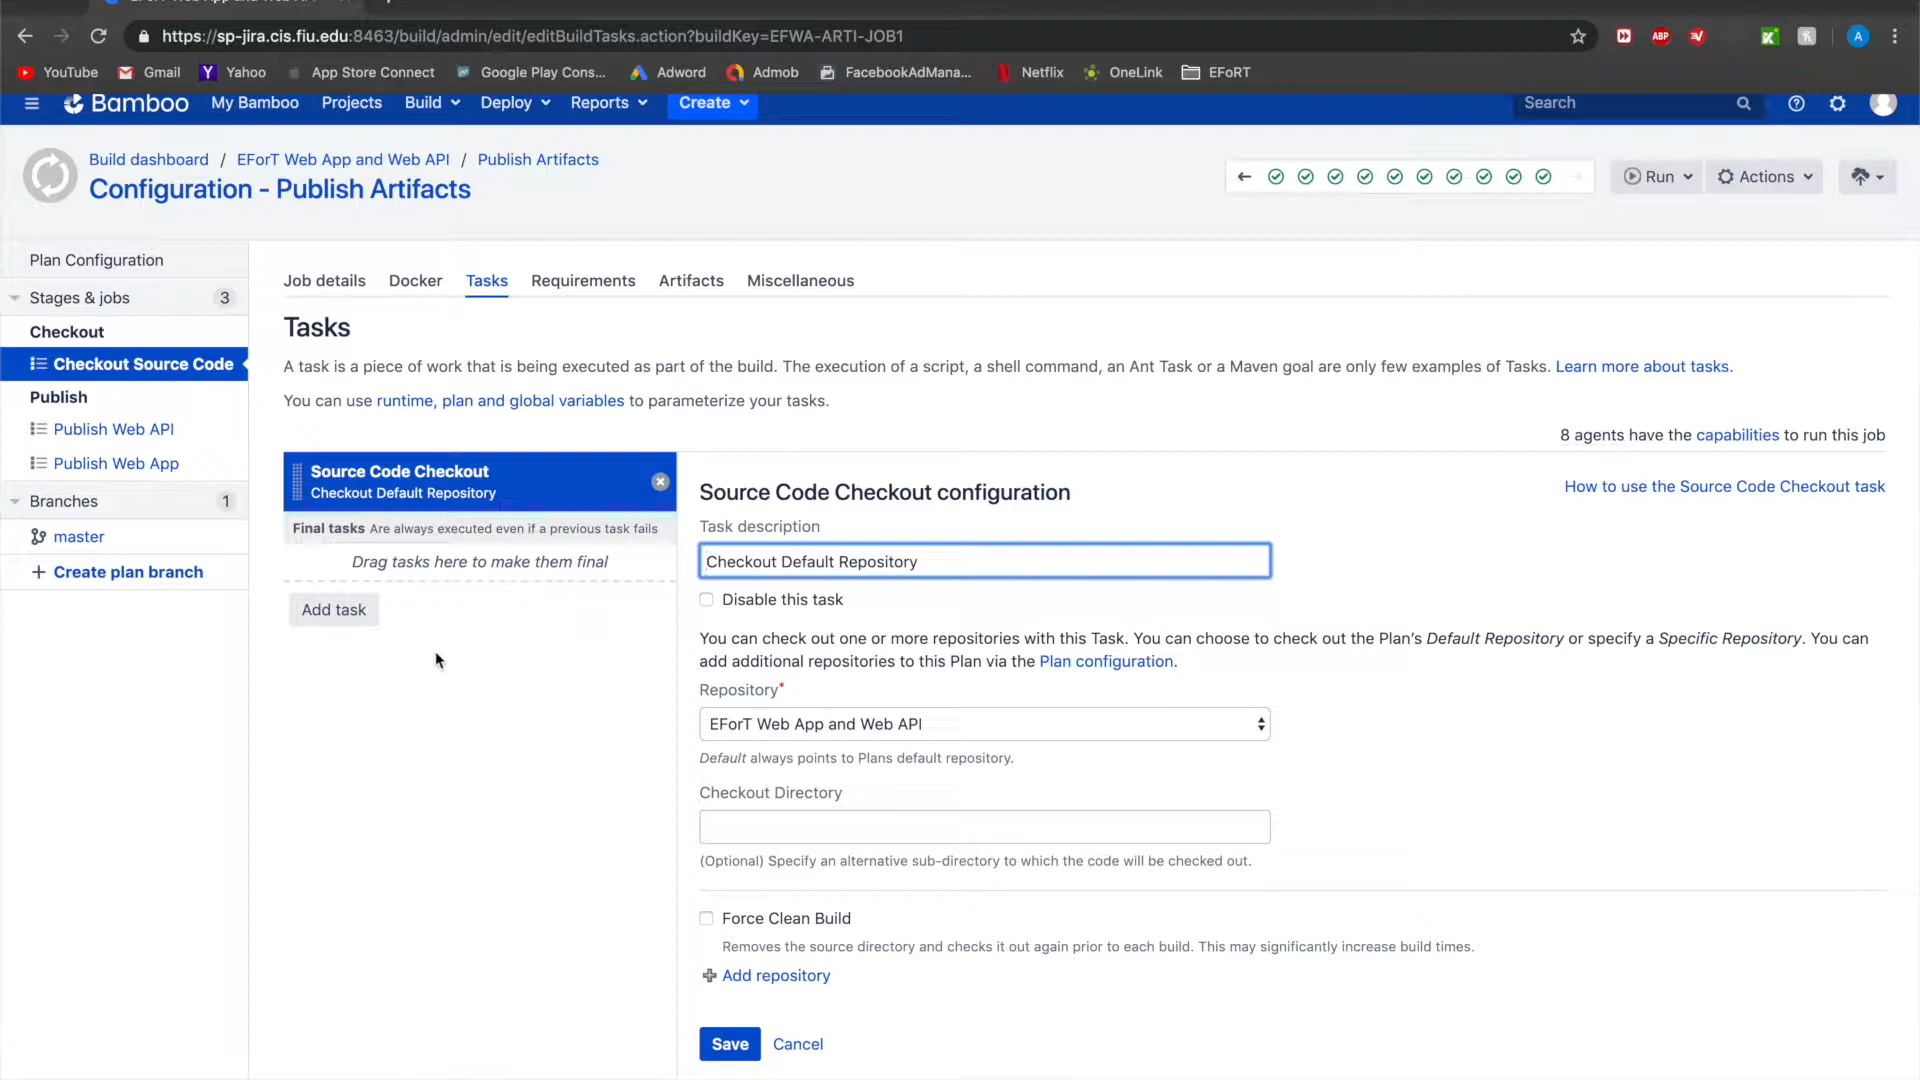 https://sp-jira.cis.fiu.edu:8463/build/admin/edit/editBuildTasks.action?buildKey=EFWA-ARTI-JOB1
ABP
A
YouTube Gmail Yahoo App Store Connect Google Play Cons... Adword Admob FacebookAdMana... Netflix OneLink EFoRT
Bamboo My Bamboo Projects Build Deploy Reports Create Search
Build dashboard / EForT Web App and Web API / Publish Artifacts
Configuration - Publish Artifacts
Run Actions
Plan Configuration
Stages & jobs 3
Checkout
Checkout Source Code
Publish
Publish Web API
Publish Web App
Branches 1
master
Create plan branch
Job details Docker Tasks Requirements Artifacts Miscellaneous
Tasks
A task is a piece of work that is being executed as part of the build. The execution of a script, a shell command, an Ant Task or a Maven goal are only few examples of Tasks. Learn more about tasks.
You can use runtime, plan and global variables to parameterize your tasks.
8 agents have the capabilities to run this job
Source Code Checkout
Checkout Default Repository
Final tasks Are always executed even if a previous task fails
Drag tasks here to make them final
Add task
Source Code Checkout configuration
How to use the Source Code Checkout task
Task description
Checkout Default Repository
Disable this task
You can check out one or more repositories with this Task. You can choose to check out the Plan's Default Repository or specify a Specific Repository. You can
add additional repositories to this Plan via the Plan configuration.
Repository*
EForT Web App and Web API
Default always points to Plans default repository.
Checkout Directory
(Optional) Specify an alternative sub-directory to which the code will be checked out.
Force Clean Build
Removes the source directory and checks it out again prior to each build. This may significantly increase build times.
Add repository
Save Cancel